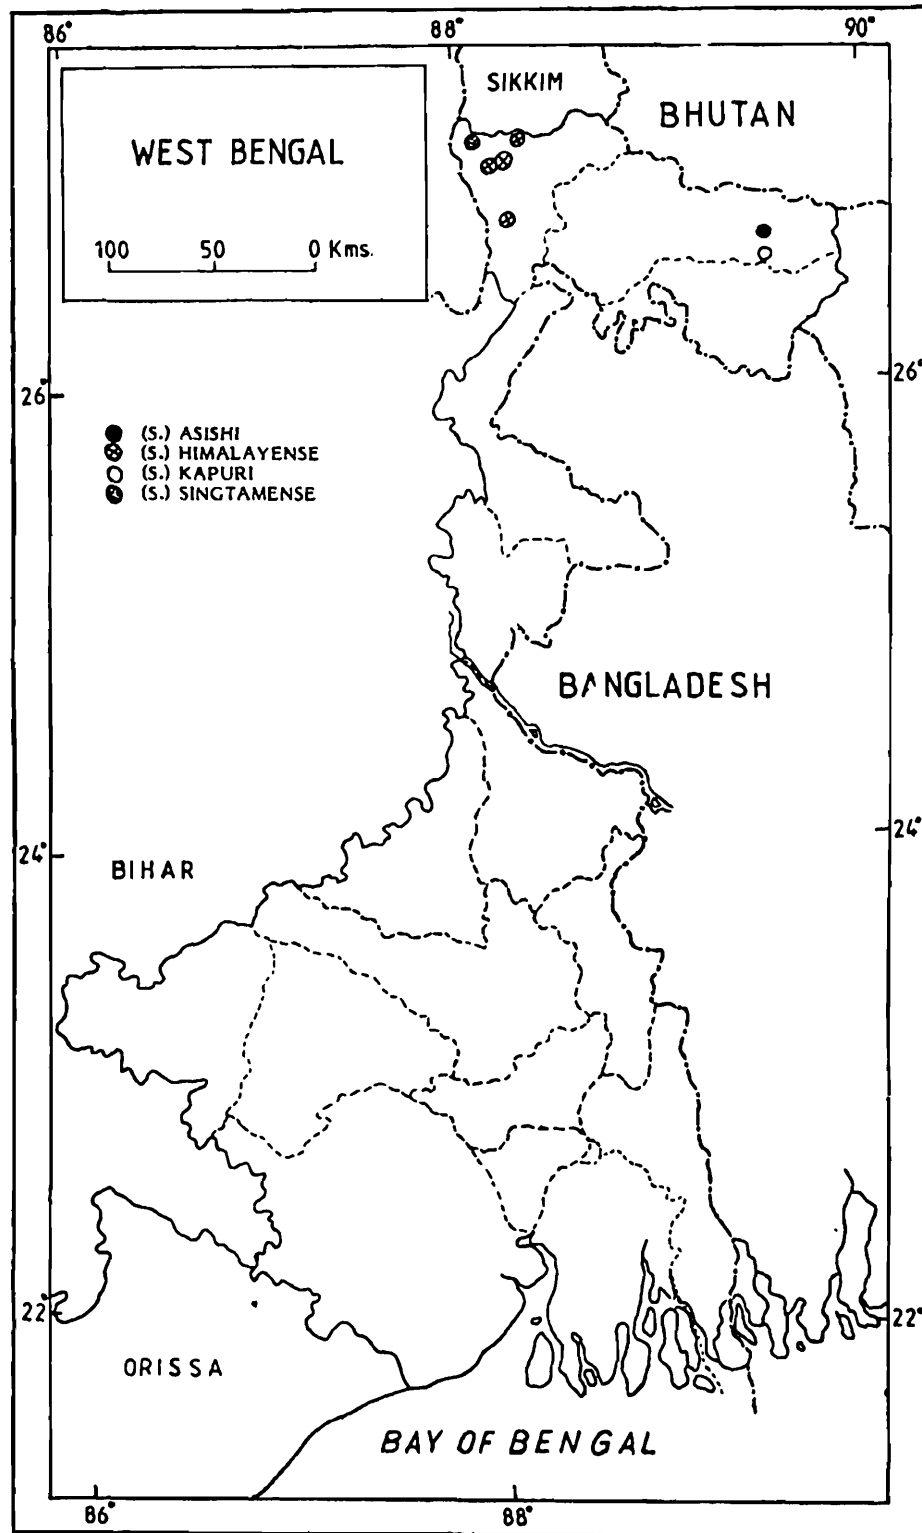 86°
88°
90°
SIKKIM
BHUTAN
WEST BENGAL
100 50 0 Kms.
26°
26°
(S.) ASISHI
(S.) HIMALAYENSE
(S.) KAPURI
(S.) SINGTAMENSE
BANGLADESH
24°
24°
BIHAR
22°
22°
ORISSA
BAY OF BENGAL
86°
88°